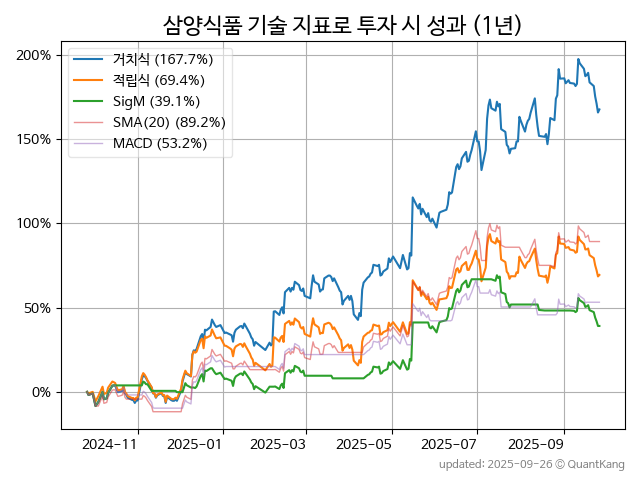 삼양식품 기술 지표로 투자 시 성과 (1년)
거치식 (167.7%)
적립식 (69.4%)
SigM (39.1%)
SMA(20) (89.2%)
MACD (53.2%)
200%
150%
100%
50%
0%
2024-11 2025-01 2025-03 2025-05 2025-07 2025-09
updated: 2025-09-26 © QuantKang